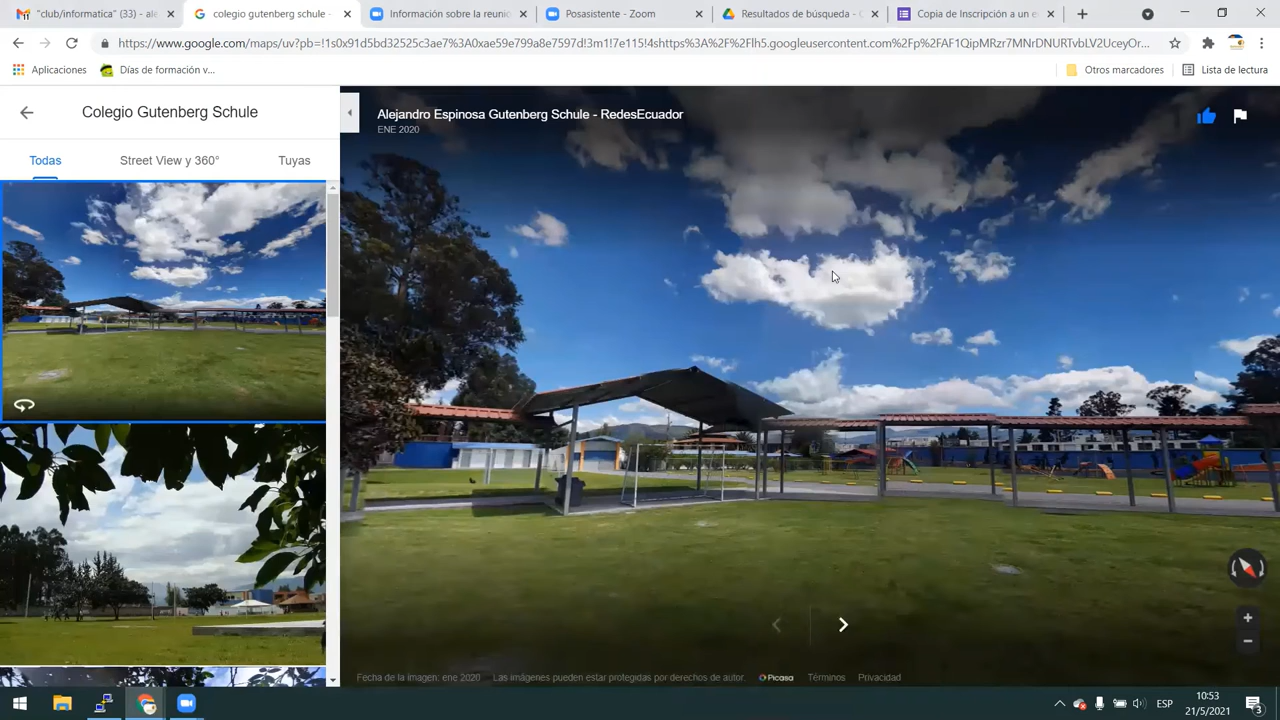 "club/informatica" (33) - ale
colegio gutenberg schule -
Información sobre la reunio
Posasistente - Zoom
Resultados de búsqueda - G
Copia de Inscripción a un e
https://www.google.com/maps/uv?pb=!1s0x91d5bd32525c3ae7%3A0xae59e799a8e7597d!3m1!7e115!4shttps%3A%2F%2Flh5.googleusercontent.com%2Fp%2FAF1QipMRzr7MNrDNURTvbLV2UceyOr...
Aplicaciones
Días de formación v...
Otros marcadores
Lista de lectura
Colegio Gutenberg Schule
Todas
Street View y 360°
Tuyas
Alejandro Espinosa Gutenberg Schule - RedesEcuador
ENE 2020
Fecha de la imagen: ene 2020
Las imágenes pueden estar protegidas por derechos de autor.
Picasa
Términos
Privacidad
ESP
10:53
21/5/2021
3